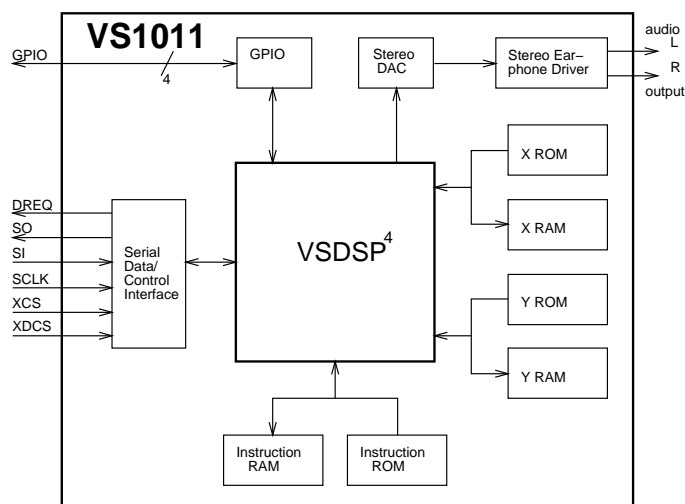 VS1011
audio
L
GPIO
4
GPIO
Stereo
DAC
Stereo Ear–
phone Driver
R
output
X ROM
X RAM
DREQ
SO
SI
SCLK
XCS
XDCS
Serial
Data/
Control
Interface
VSDSP4
Y ROM
Y RAM
Instruction
RAM
Instruction
ROM